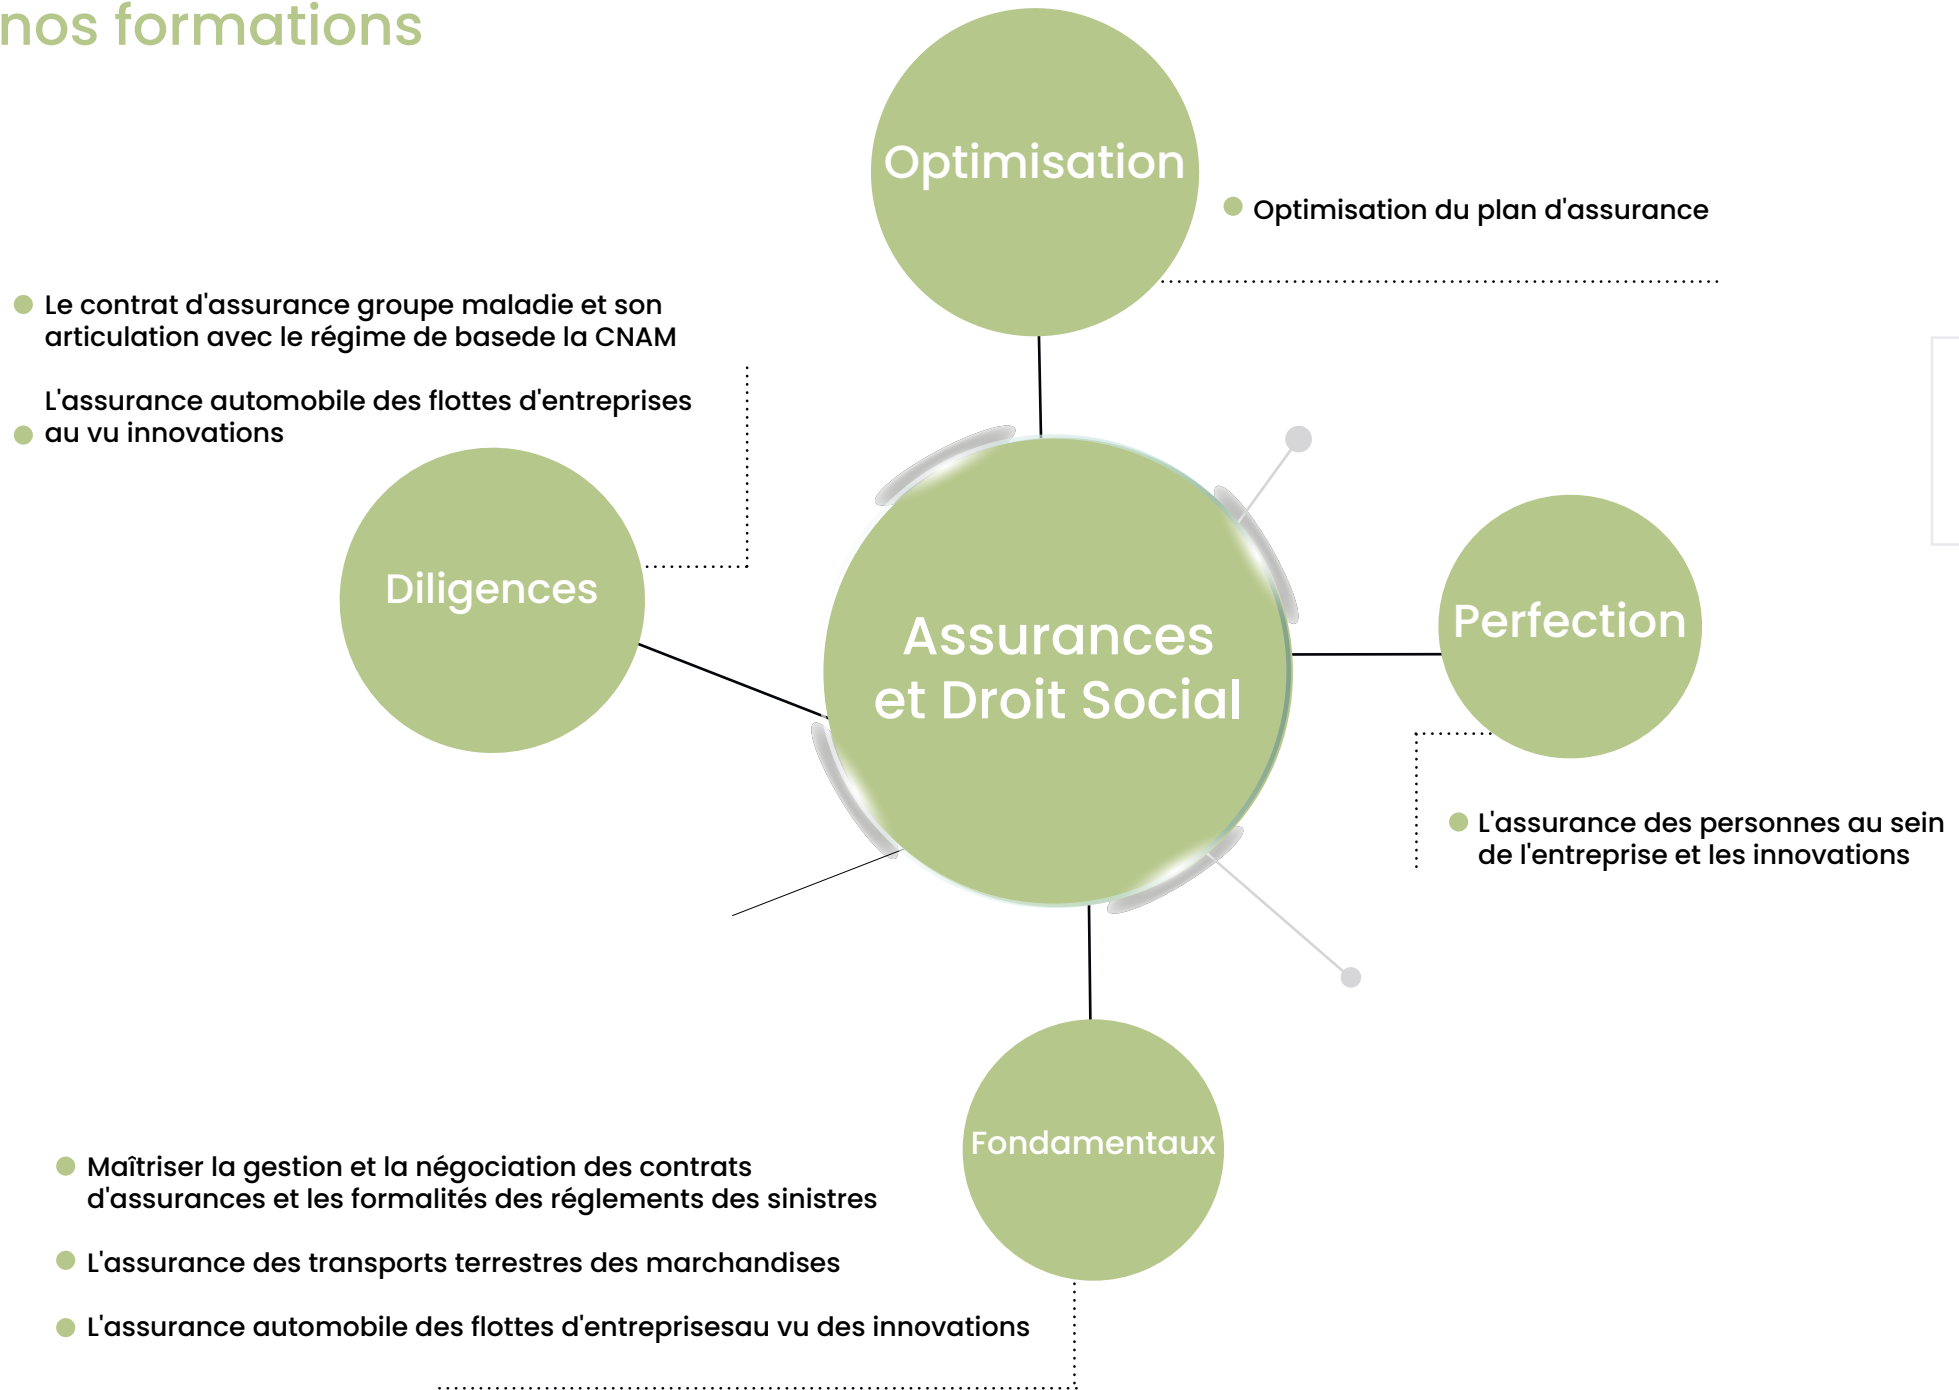 nos formations
Optimisation
Optimisation du plan d'assurance
Le contrat d'assurance groupe maladie et son
articulation avec le régime de basede la CNAM
L'assurance automobile des flottes d'entreprises
au vu innovations
Diligences
Assurances
et Droit Social
Perfection
L'assurance des personnes au sein
de l'entreprise et les innovations
Fondamentaux
Maîtriser la gestion et la négociation des contrats
d'assurances et les formalités des réglements des sinistres
L'assurance des transports terrestres des marchandises
L'assurance automobile des flottes d'entreprisesau vu des innovations